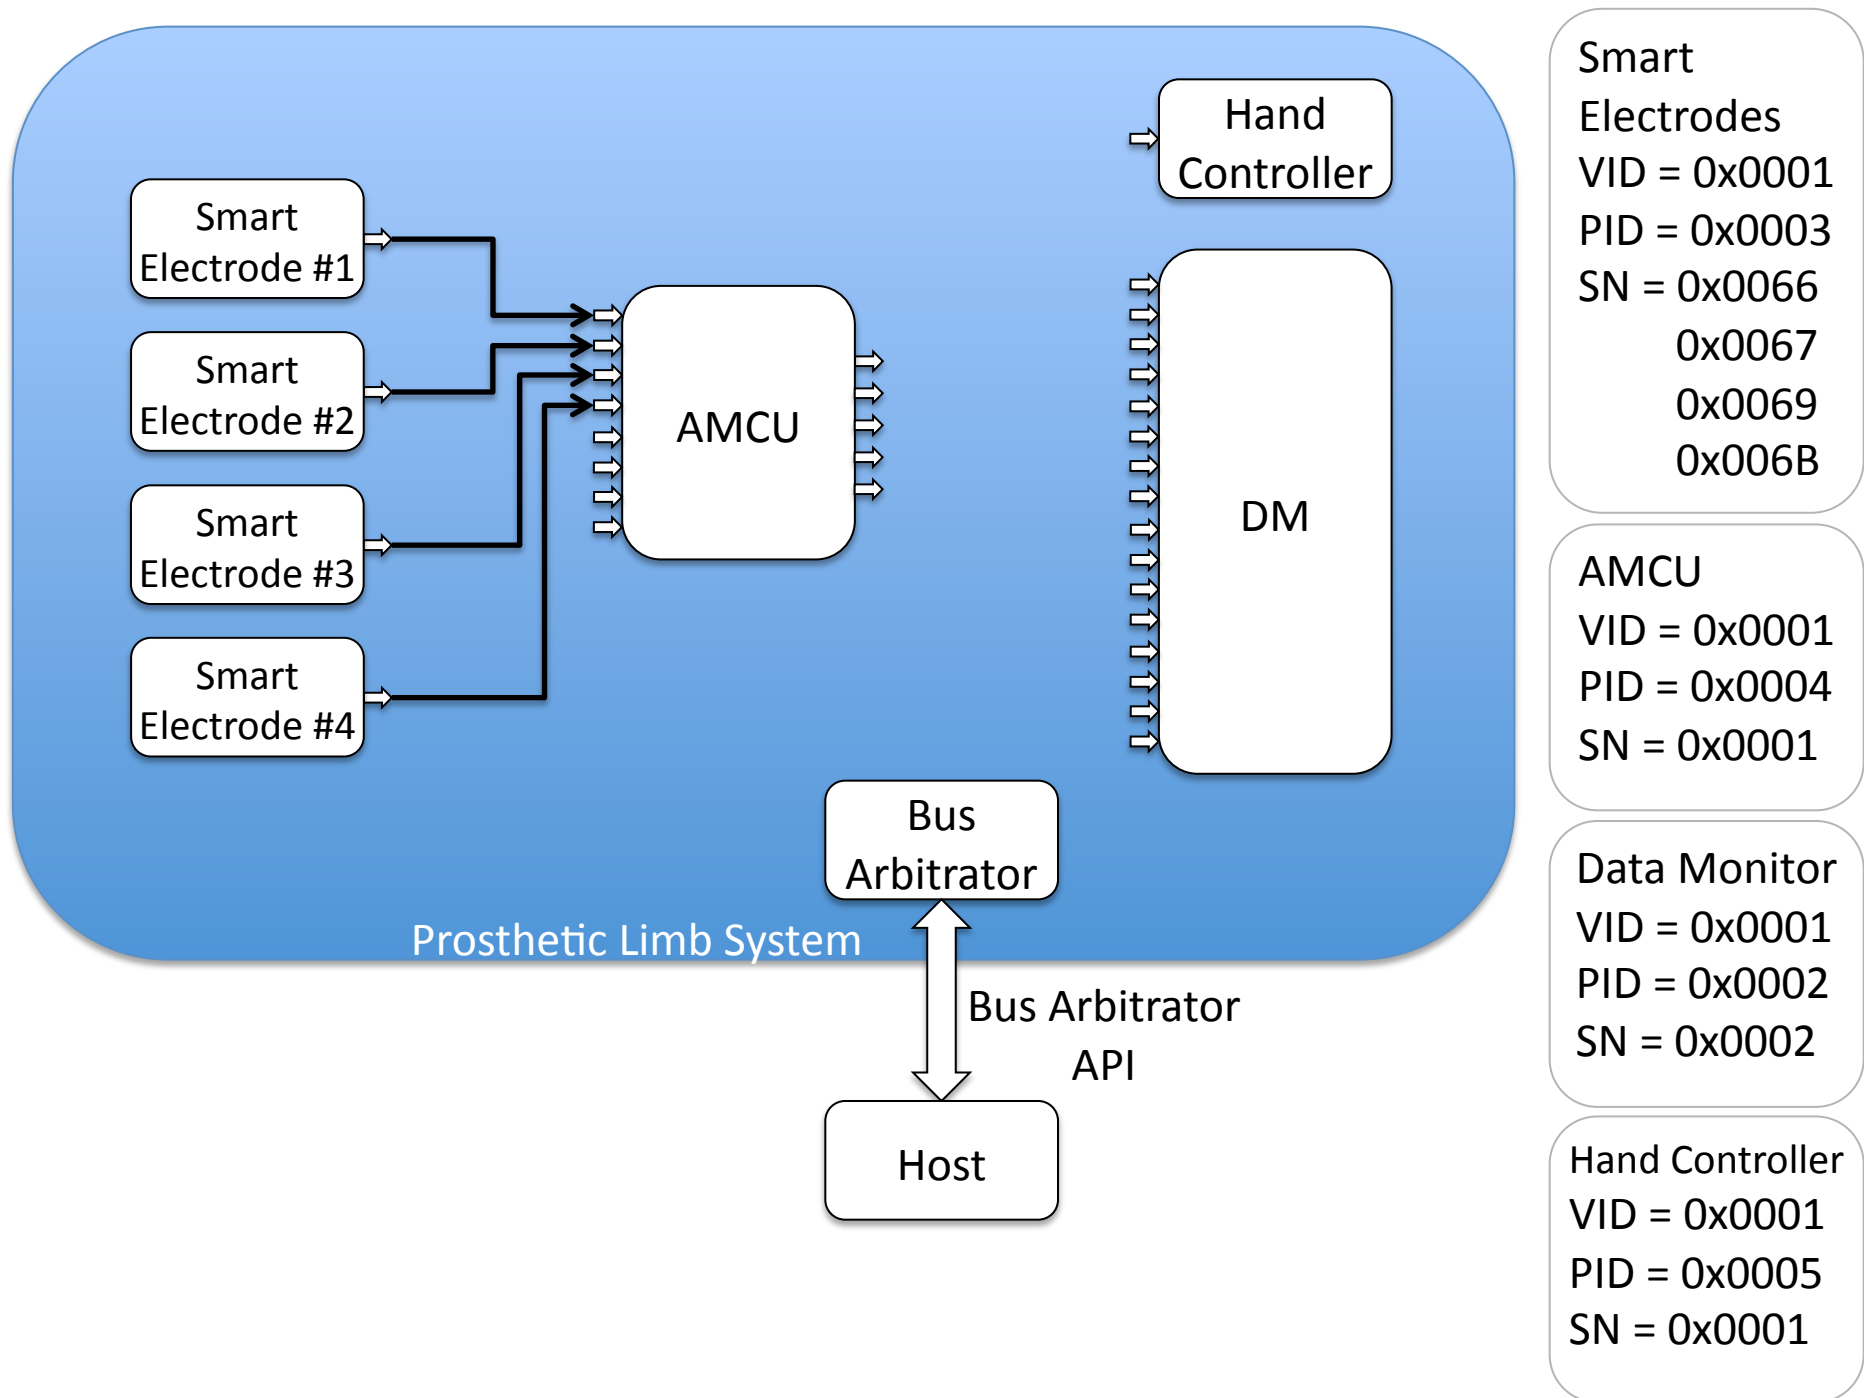 Hand
Controller
Smart
Electrode #1
Smart
Electrode #2
Smart
Electrode #3
Smart
Electrode #4
AMCU
DM
Bus
Arbitrator
Prosthetic Limb System
Bus Arbitrator
API
Host
Smart
Electrodes
VID = 0x0001
PID = 0x0003
SN = 0x0066
0x0067
0x0069
0x006B
AMCU
VID = 0x0001
PID = 0x0004
SN = 0x0001
Data Monitor
VID = 0x0001
PID = 0x0002
SN = 0x0002
Hand Controller
VID = 0x0001
PID = 0x0005
SN = 0x0001